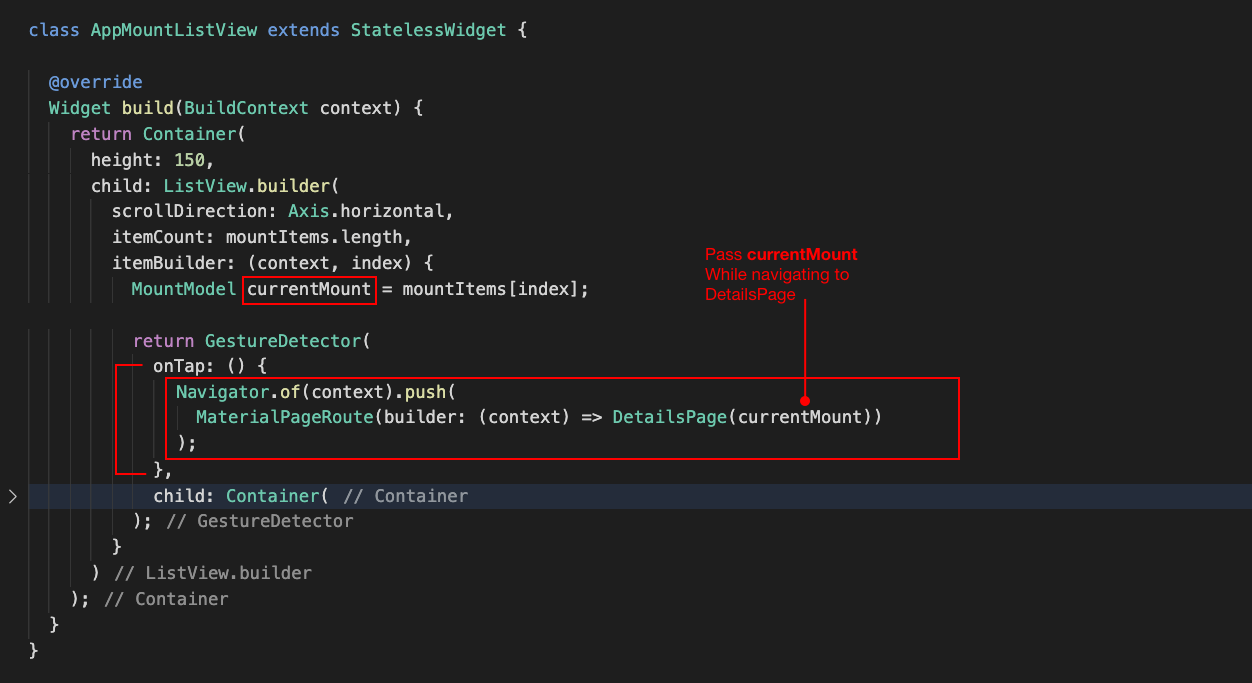 class AppMountListView extends StatelessWidget {
@override
Widget build(BuildContext context) {
return Container(
height: 150,
child: ListView.builder(
scrollDirection: Axis.horizontal,
itemCount: mountItems.length,
itemBuilder: (context, index) {
MountModel currentMount = mountItems[index];
Pass currentMount
While navigating to
DetailsPage
return GestureDetector(
onTap: () {
Navigator.of(context).push(
MaterialPageRoute(builder: (context) => DetailsPage(currentMount))
);
},
child: Container( // Container
); // GestureDetector
}
) // ListView.builder
); // Container
}
}